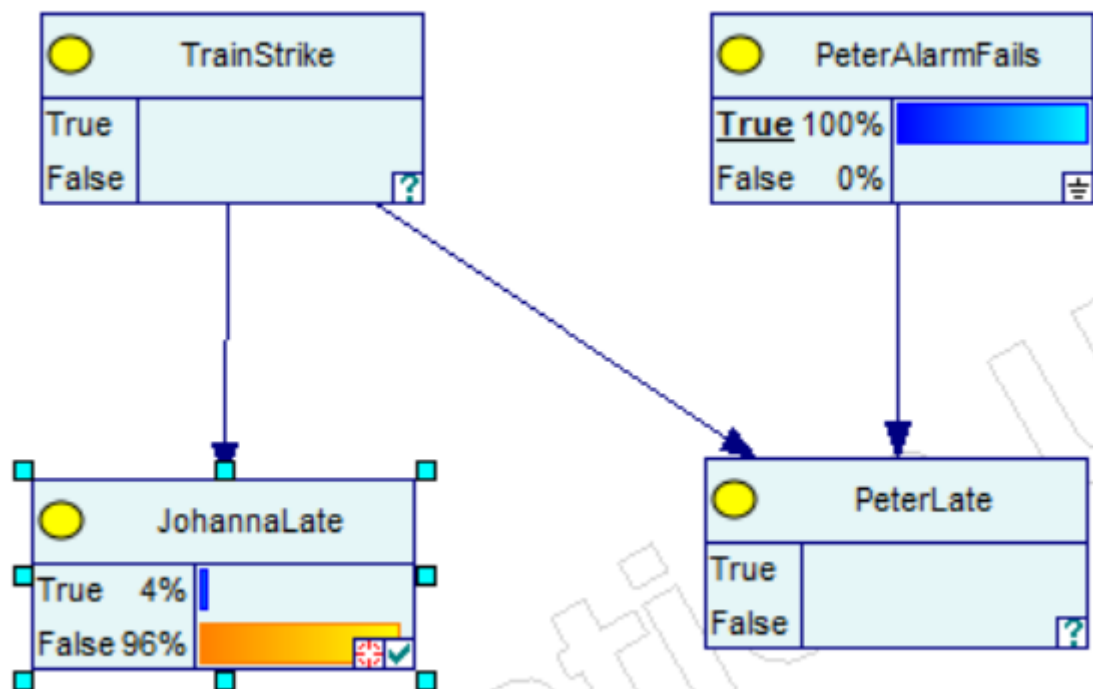 TrainStrike
True
False
?
PeterAlarmFails
True 100%
False 0%
JohannaLate
True 4%
False 96%
PeterLate
True
False
?